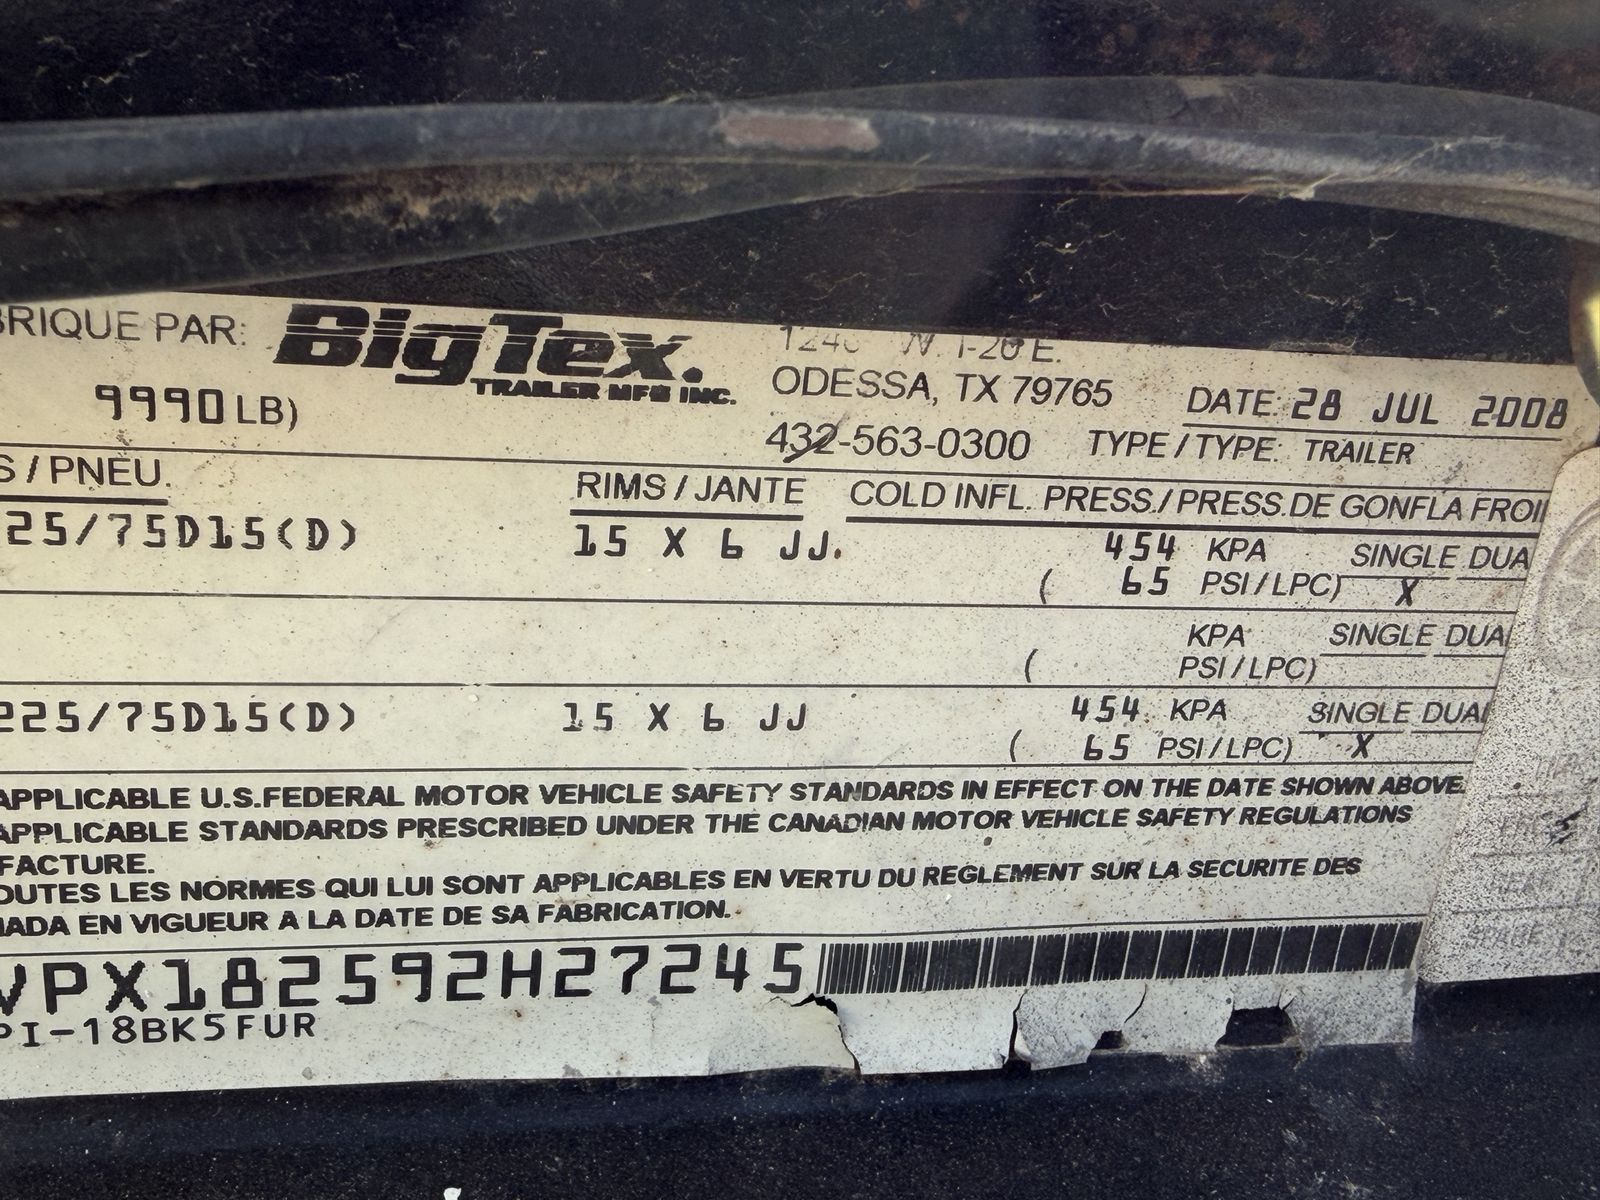 BRIQUE PAR: BigTex.
TRAILER MFG INC.
W. I-20 E.
ODESSA, TX 79765
432-563-0300
9990 LB)
DATE: 28 JUL 2008
TYPE / TYPE: TRAILER
S / PNEU. RIMS / JANTE COLD INFL. PRESS. / PRESS. DE GONFLA FROI
25/75D15(D) 15 X 6 JJ. 454 KPA SINGLE DUA
( 65 PSI / LPC) X
KPA SINGLE DUA
( PSI / LPC)
225/75D15(D) 15 X 6 JJ 454 KPA SINGLE DUAL
( 65 PSI / LPC) X
APPLICABLE U.S.FEDERAL MOTOR VEHICLE SAFETY STANDARDS IN EFFECT ON THE DATE SHOWN ABOVE.
APPLICABLE STANDARDS PRESCRIBED UNDER THE CANADIAN MOTOR VEHICLE SAFETY REGULATIONS
FACTURE.
OUTES LES NORMES QUI LUI SONT APPLICABLES EN VERTU DU REGLEMENT SUR LA SECURITE DES
NADA EN VIGUEUR A LA DATE DE SA FABRICATION.
VPX182592H27245
PI-18BK5FUR